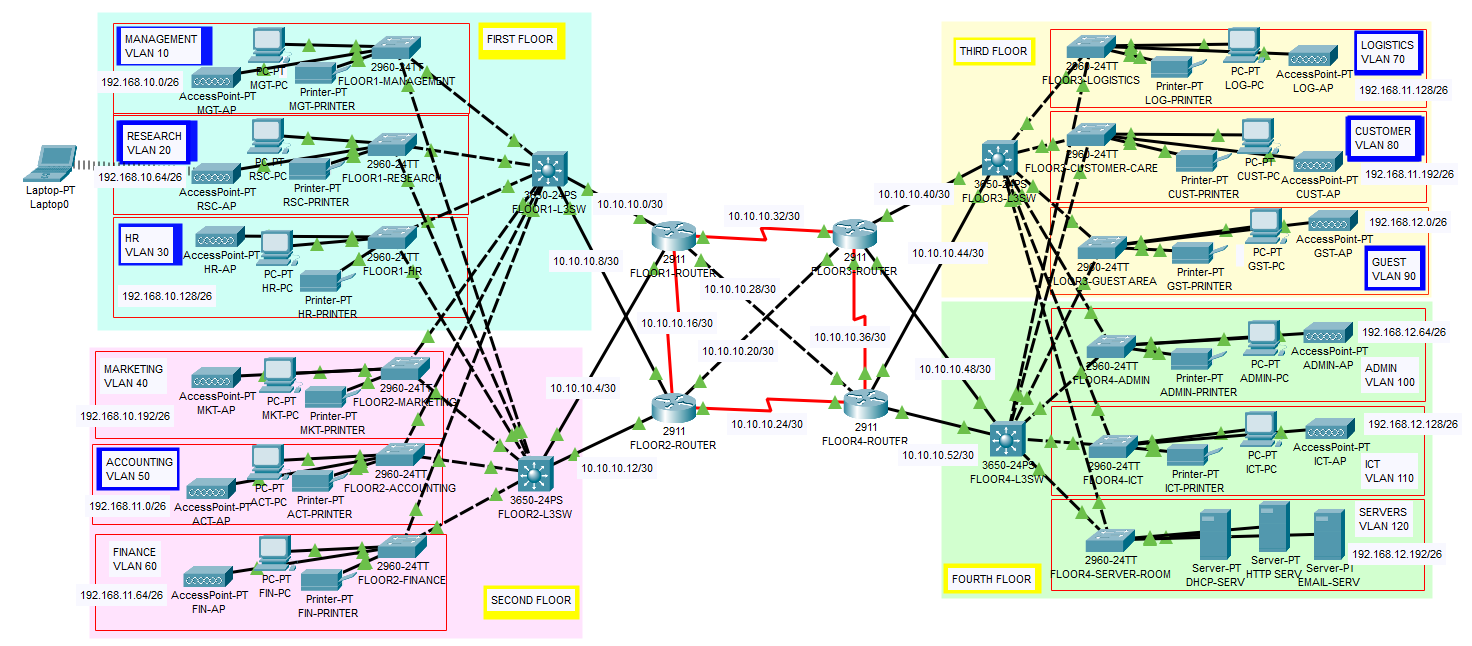 FIRST FLOOR
MANAGEMENT
VLAN 10
192.168.10.0/26
PC-PT
MGT-PC
2960-24TT
FLOOR1-MANAGEMENT
AccessPoint-PT
MGT-AP
Printer-PT
MGT-PRINTER
RESEARCH
VLAN 20
192.168.10.64/26
PC-PT
RSC-PC
2960-24TT
FLOOR1-RESEARCH
AccessPoint-PT
RSC-AP
Printer-PT
RSC-PRINTER
Laptop-PT
Laptop0
HR
VLAN 30
192.168.10.128/26
AccessPoint-PT
HR-AP
PC-PT
HR-PC
2960-24TT
FLOOR1-HR
Printer-PT
HR-PRINTER
3650-24PS
FLOOR1-L3SW
MARKETING
VLAN 40
192.168.10.192/26
AccessPoint-PT
MKT-AP
PC-PT
MKT-PC
2960-24TT
FLOOR2-MARKETING
Printer-PT
MKT-PRINTER
ACCOUNTING
VLAN 50
192.168.11.0/26
PC-PT
ACT-PC
2960-24TT
FLOOR2-ACCOUNTING
AccessPoint-PT
ACT-AP
Printer-PT
ACT-PRINTER
FINANCE
VLAN 60
192.168.11.64/26
PC-PT
FIN-PC
2960-24TT
FLOOR2-FINANCE
AccessPoint-PT
FIN-AP
Printer-PT
FIN-PRINTER
SECOND FLOOR
3650-24PS
FLOOR2-L3SW
10.10.10.0/30
10.10.10.8/30
10.10.10.4/30
10.10.10.12/30
10.10.10.16/30
10.10.10.32/30
10.10.10.28/30
10.10.10.20/30
10.10.10.24/30
10.10.10.36/30
10.10.10.40/30
10.10.10.44/30
10.10.10.48/30
10.10.10.52/30
2911
FLOOR1-ROUTER
2911
FLOOR3-ROUTER
2911
FLOOR2-ROUTER
2911
FLOOR4-ROUTER
THIRD FLOOR
LOGISTICS
VLAN 70
192.168.11.128/26
2960-24TT
FLOOR3-LOGISTICS
Printer-PT
LOG-PRINTER
PC-PT
LOG-PC
AccessPoint-PT
LOG-AP
CUSTOMER
VLAN 80
192.168.11.192/26
2960-24TT
FLOOR3-CUSTOMER-CARE
Printer-PT
CUST-PRINTER
PC-PT
CUST-PC
AccessPoint-PT
CUST-AP
3650-24PS
FLOOR3-L3SW
192.168.12.0/26
GUEST
VLAN 90
2960-24TT
FLOOR3-GUEST AREA
Printer-PT
GST-PRINTER
PC-PT
GST-PC
AccessPoint-PT
GST-AP
192.168.12.64/26
ADMIN
VLAN 100
2960-24TT
FLOOR4-ADMIN
Printer-PT
ADMIN-PRINTER
PC-PT
ADMIN-PC
AccessPoint-PT
ADMIN-AP
192.168.12.128/26
ICT
VLAN 110
2960-24TT
FLOOR4-ICT
Printer-PT
ICT-PRINTER
PC-PT
ICT-PC
AccessPoint-PT
ICT-AP
3650-24PS
FLOOR4-L3SW
SERVERS
VLAN 120
192.168.12.192/26
2960-24TT
FLOOR4-SERVER-ROOM
Server-PT
DHCP-SERV
Server-PT
HTTP SERV
Server-PT
EMAIL-SERV
FOURTH FLOOR